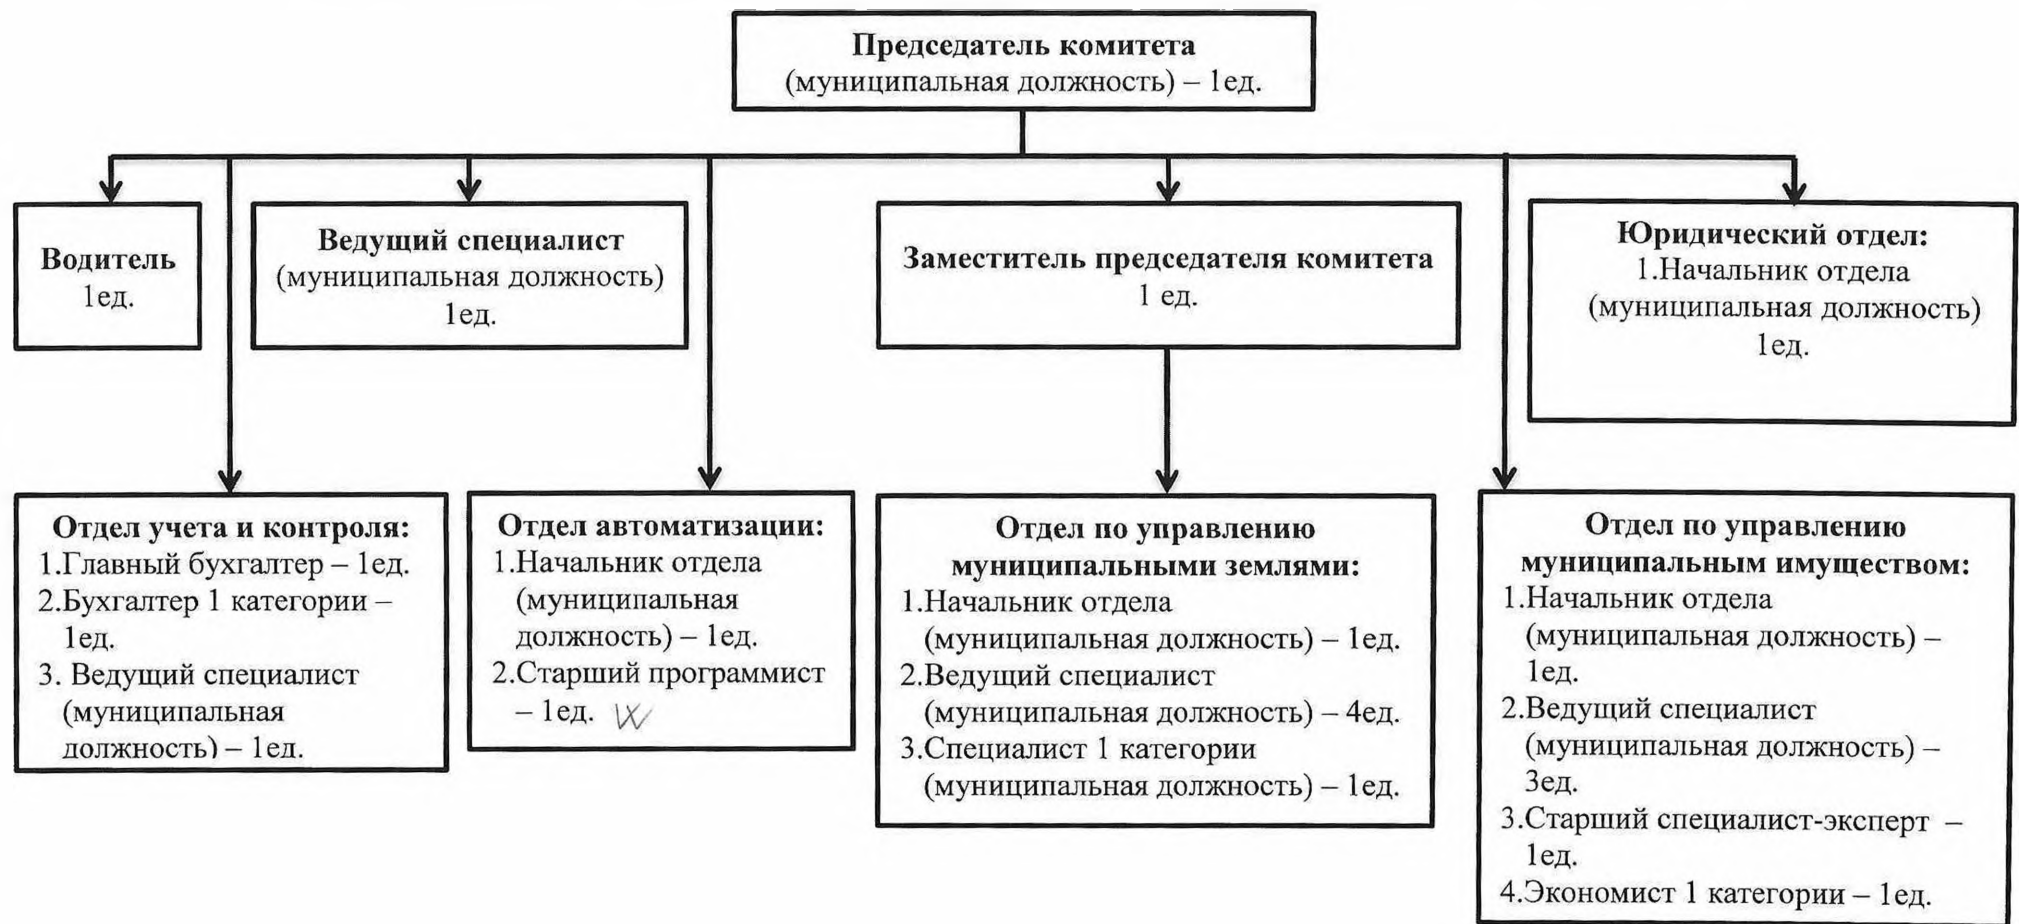 Председатель комитета
(муниципальная должность) – 1ед.
Водитель
1ед.
Ведущий специалист
(муниципальная должность)
1ед.
Заместитель председателя комитета
1 ед.
Юридический отдел:
1.Начальник отдела
(муниципальная должность)
1ед.
Отдел учета и контроля:
1.Главный бухгалтер – 1ед.
2.Бухгалтер 1 категории –
1ед.
3. Ведущий специалист
(муниципальная
должность) – 1ед.
Отдел автоматизации:
1.Начальник отдела
(муниципальная
должность) – 1ед.
2.Старший программист
– 1ед.
Отдел по управлению
муниципальными землями:
1.Начальник отдела
(муниципальная должность) – 1ед.
2.Ведущий специалист
(муниципальная должность) – 4ед.
3.Специалист 1 категории
(муниципальная должность) – 1ед.
Отдел по управлению
муниципальным имуществом:
1.Начальник отдела
(муниципальная должность) –
1ед.
2.Ведущий специалист
(муниципальная должность) –
3ед.
3.Старший специалист-эксперт –
1ед.
4.Экономист 1 категории – 1ед.